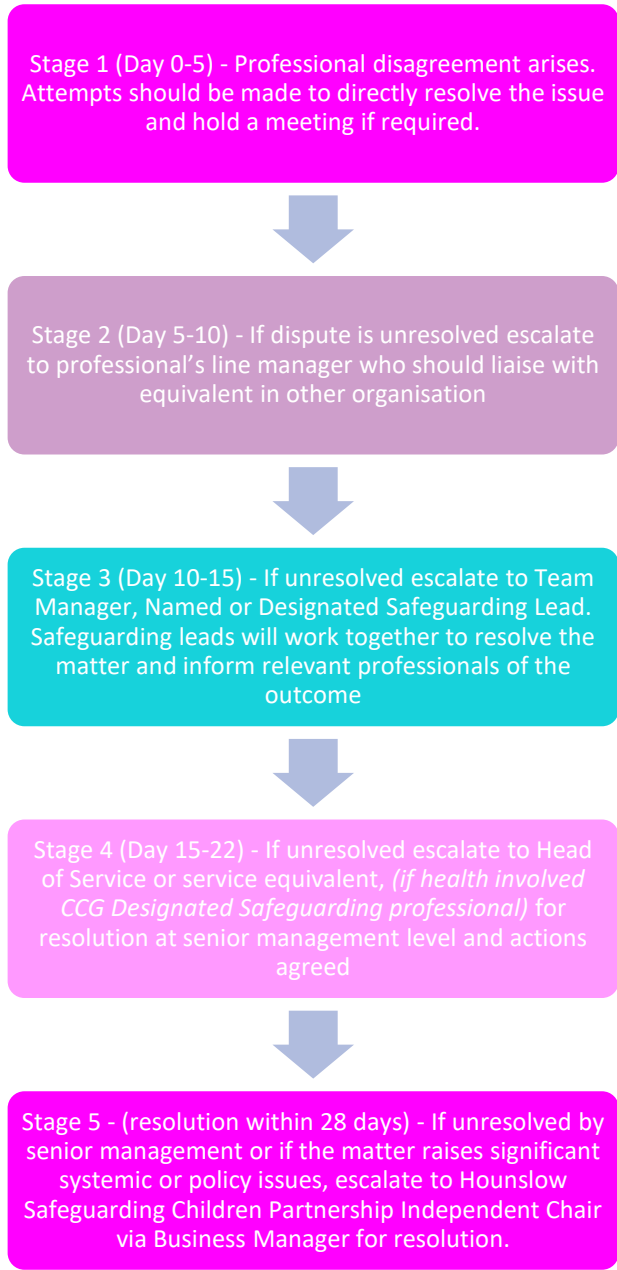 Stage 1 (Day 0-5) - Professional disagreement arises.
Attempts should be made to directly resolve the issue
and hold a meeting if required.
Stage 2 (Day 5-10) - If dispute is unresolved escalate
to professional’s line manager who should liaise with
equivalent in other organisation
Stage 3 (Day 10-15) - If unresolved escalate to Team
Manager, Named or Designated Safeguarding Lead.
Safeguarding leads will work together to resolve the
matter and inform relevant professionals of the
outcome
Stage 4 (Day 15-22) - If unresolved escalate to Head
of Service or service equivalent, (if health involved
CCG Designated Safeguarding professional) for
resolution at senior management level and actions
agreed
Stage 5 - (resolution within 28 days) - If unresolved by
senior management or if the matter raises significant
systemic or policy issues, escalate to Hounslow
Safeguarding Children Partnership Independent Chair
via Business Manager for resolution.